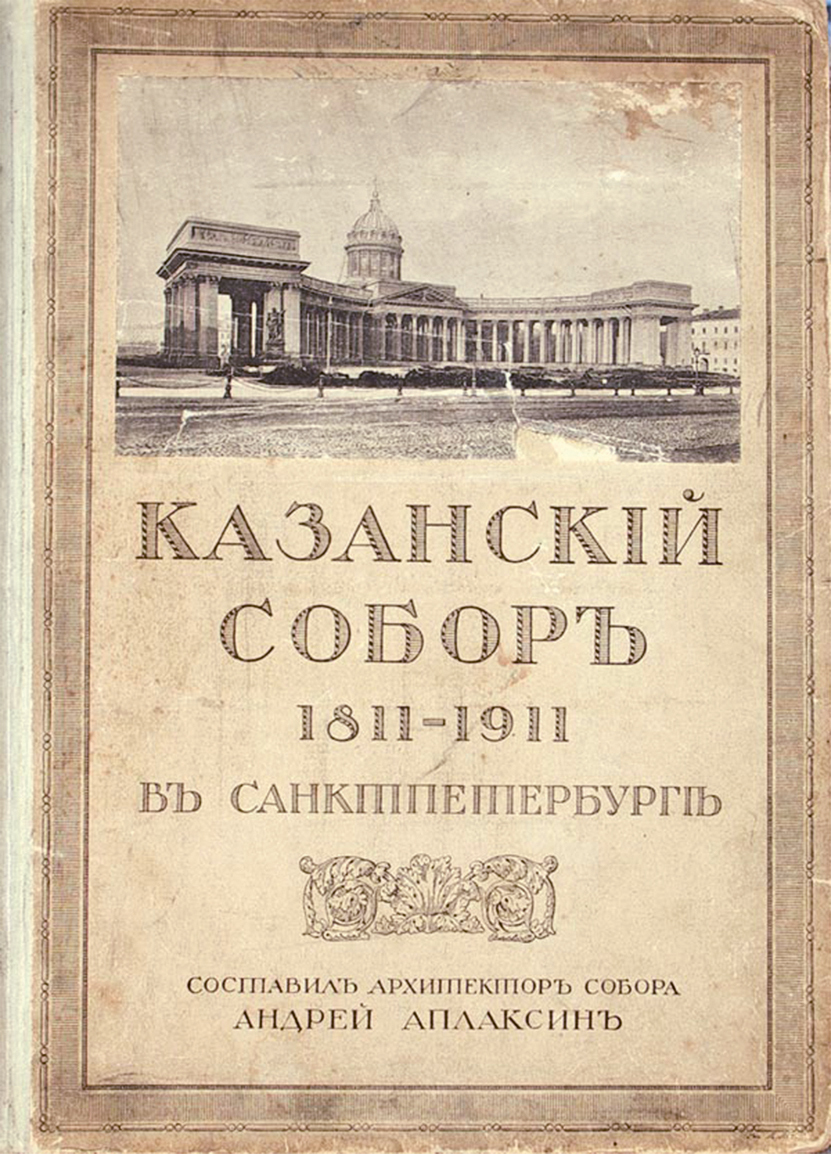 КАЗАНСКІЙ
СОБОРЪ
1811-1911
ВЪ САНКТПЕТЕРБУРГѢ
СОСТАВИЛЪ АРХИТЕКТОРЪ СОБОРА
АНДРЕЙ АПЛАКСИНЪ